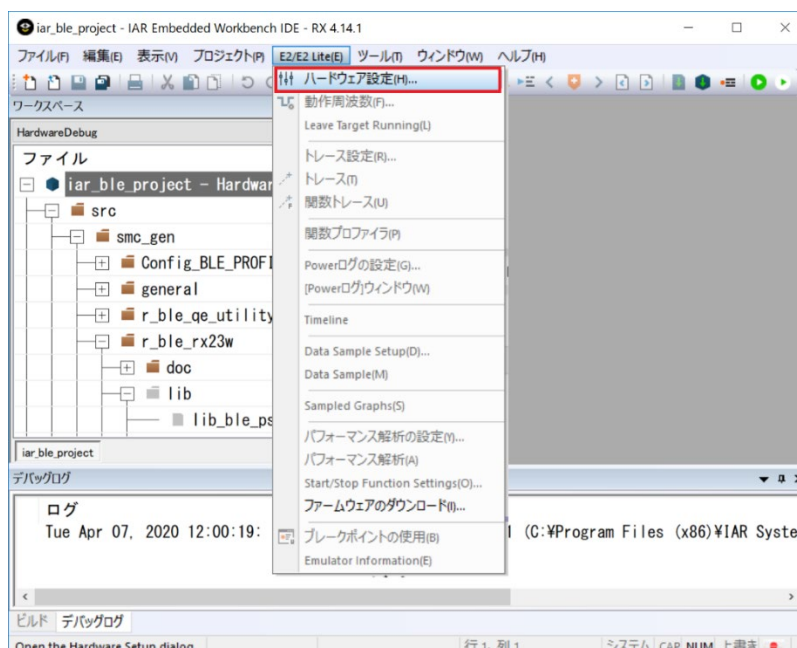 iar_ble_project - IAR Embedded Workbench IDE - RX 4.14.1
ファイル(F) 編集(E) 表示(V) プロジェクト(P) E2/E2 Lite(E) ツール(T) ウィンドウ(W) ヘルプ(H)
ハードウェア設定(H)...
ワークスペース
動作周波数(F)...
HardwareDebug
Leave Target Running(L)
ファイル
トレース設定(R)...
iar_ble_project - Hardwar
トレース(T)
src
関数トレース(U)
smc_gen
関数プロファイラ(P)
Config_BLE_PROFI
Powerログの設定(G)...
general
[Powerログ]ウィンドウ(W)
r_ble_qe_utility
Timeline
r_ble_rx23w
Data Sample Setup(D)...
doc
Data Sample(M)
lib
Sampled Graphs(S)
lib_ble_ps
パフォーマンス解析の設定(Y)...
iar_ble_project
パフォーマンス解析(A)
デバッグログ
Start/Stop Function Settings(O)...
ログ
ファームウェアのダウンロード(I)...
Tue Apr 07, 2020 12:00:19:
(C:¥Program Files (x86)¥IAR Syste
ブレークポイントの使用(B)
Emulator Information(E)
ビルド デバッグログ
Open the Hardware Setup dialog
行 1, 列 1 システム CAP NUM 上書き